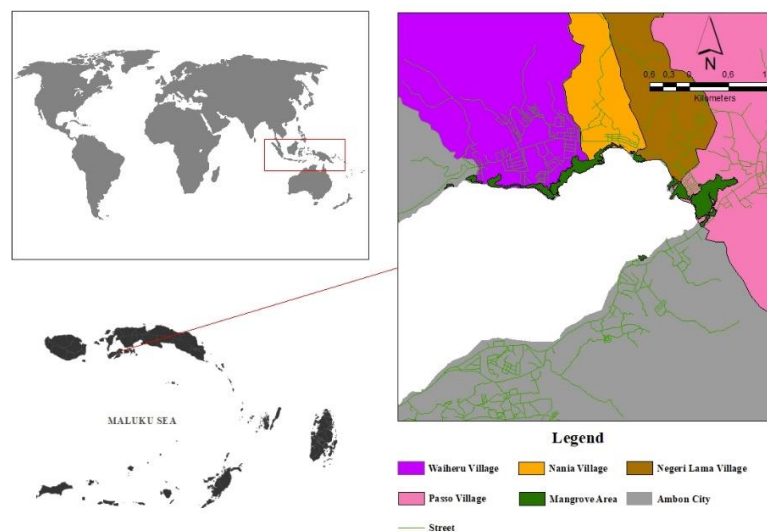 N
0,6 0,3 0 0,6 1
Kilometers
MALUKU SEA
Legend
Waiheru Village
Nania Village
Negeri Lama Village
Passo Village
Mangrove Area
Ambon City
Street